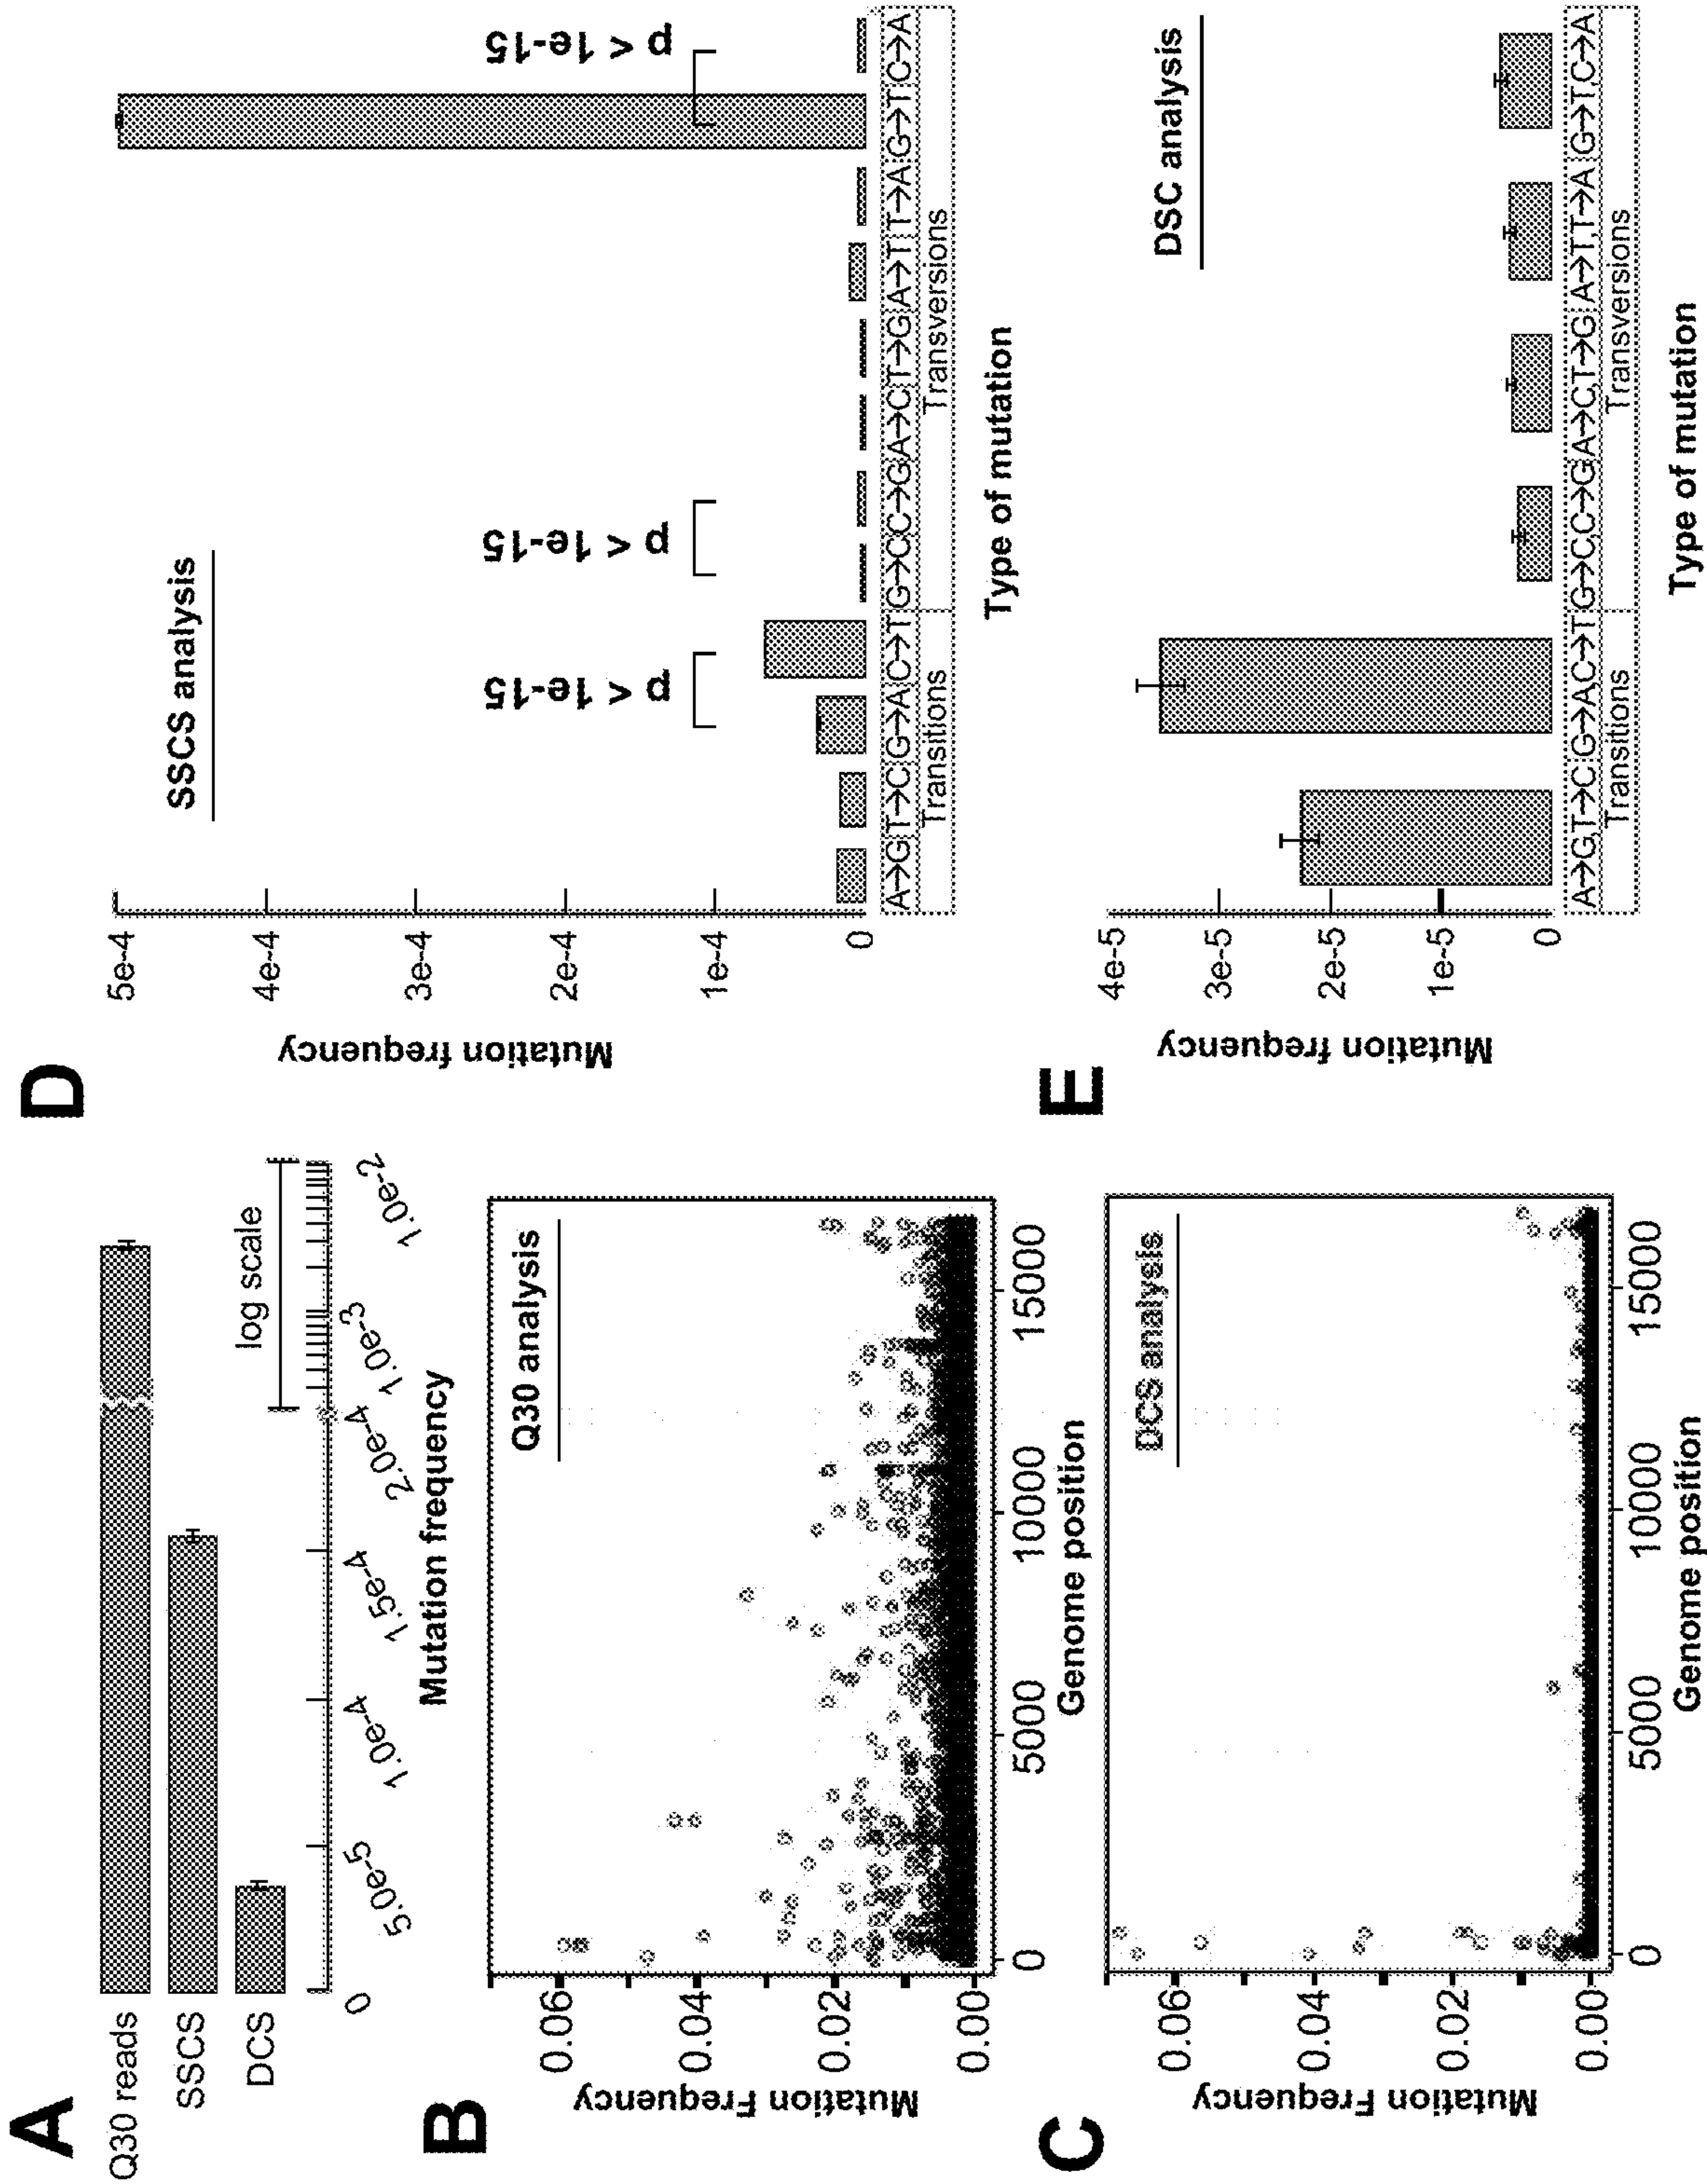 A
Q30 reads
SSCS
DCS
log scale
0
5.0e-5
1.0e-4
1.5e-4
2.0e-4
1.0e-3
1.0e-2
Mutation frequency
B
Q30 analysis
Mutation Frequency
0.06
0.04
0.02
0.00
0
5000
10000
15000
Genome position
C
DCS analysis
Mutation Frequency
0.06
0.04
0.02
0.00
0
5000
10000
15000
Genome position
D
SSCS analysis
Mutation frequency
5e-4
4e-4
3e-4
2e-4
1e-4
0
p < 1e-15
p < 1e-15
p < 1e-15
A→G T→C G→A C→T G→C C→G A→C T→G A→T T→A G→T C→A
Transitions
Transversions
Type of mutation
E
DSC analysis
Mutation frequency
4e-5
3e-5
2e-5
1e-5
0
A→G,T→C G→A C→T G→C C→G A→C,T→G A→T,T→A G→T,C→A
Transitions
Transversions
Type of mutation